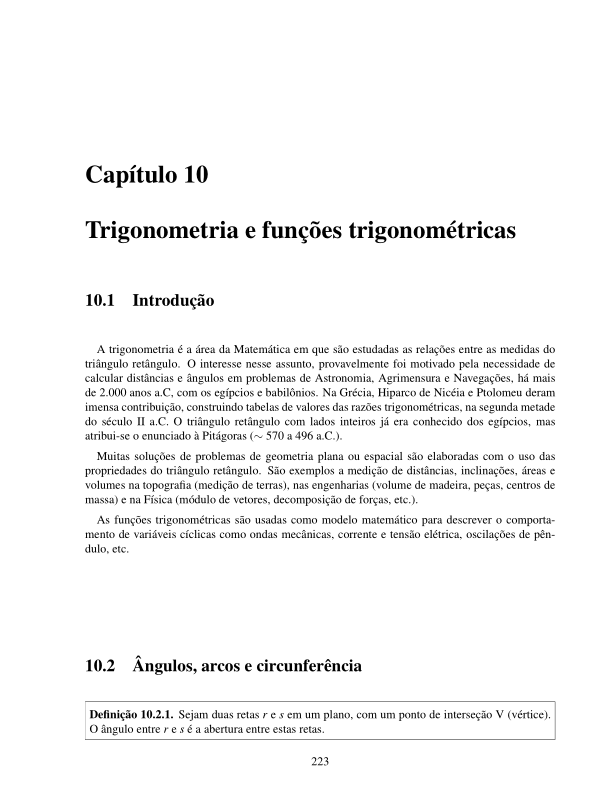 Capítulo 10
Trigonometria e funções trigonométricas
10.1 Introdução
A trigonometria é a área da Matemática em que são estudadas as relações entre as medidas do
triângulo retângulo. O interesse nesse assunto, provavelmente foi motivado pela necessidade de
calcular distâncias e ângulos em problemas de Astronomia, Agrimensura e Navegações, há mais
de 2.000 anos a.C, com os egípcios e babilônios. Na Grécia, Hiparco de Nicéia e Ptolomeu deram
imensa contribuição, construindo tabelas de valores das razões trigonométricas, na segunda metade
do século II a.C. O triângulo retângulo com lados inteiros já era conhecido dos egípcios, mas
atribui-se o enunciado à Pitágoras (∼ 570 a 496 a.C.).
Muitas soluções de problemas de geometria plana ou espacial são elaboradas com o uso das
propriedades do triângulo retângulo. São exemplos a medição de distâncias, inclinações, áreas e
volumes na topografia (medição de terras), nas engenharias (volume de madeira, peças, centros de
massa) e na Física (módulo de vetores, decomposição de forças, etc.).
As funções trigonométricas são usadas como modelo matemático para descrever o comporta-
mento de variáveis cíclicas como ondas mecânicas, corrente e tensão elétrica, oscilações de pên-
dulo, etc.
10.2 Ângulos, arcos e circunferência
Definição 10.2.1. Sejam duas retas r e s em um plano, com um ponto de interseção V (vértice).
O ângulo entre r e s é a abertura entre estas retas.
223